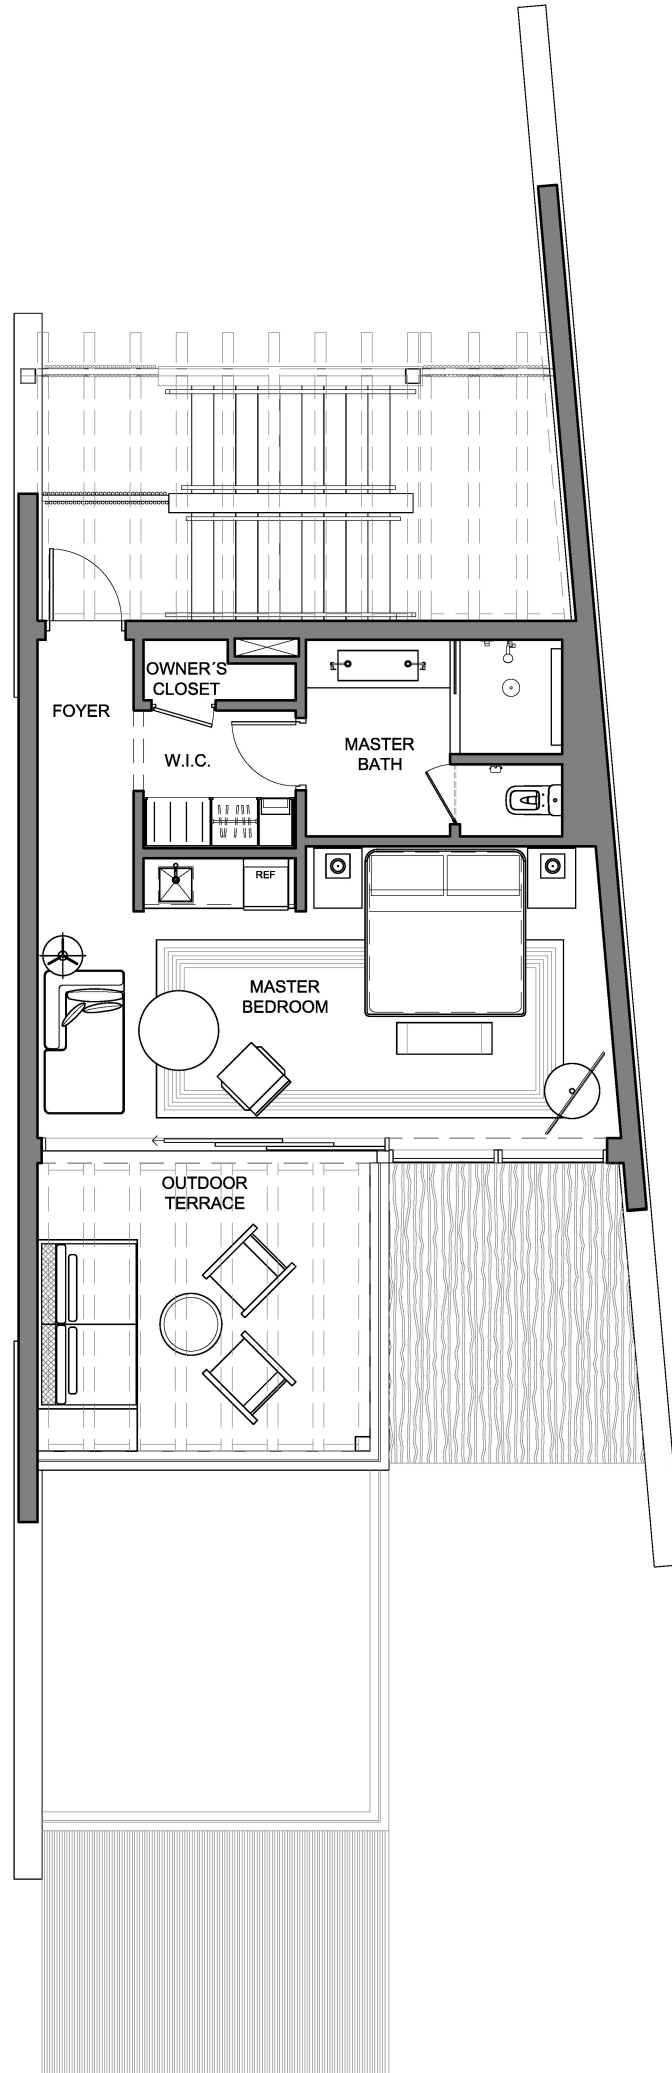 OWNER´S
CLOSET
FOYER
W.I.C.
MASTER
BATH
REF
MASTER
BEDROOM
OUTDOOR
TERRACE